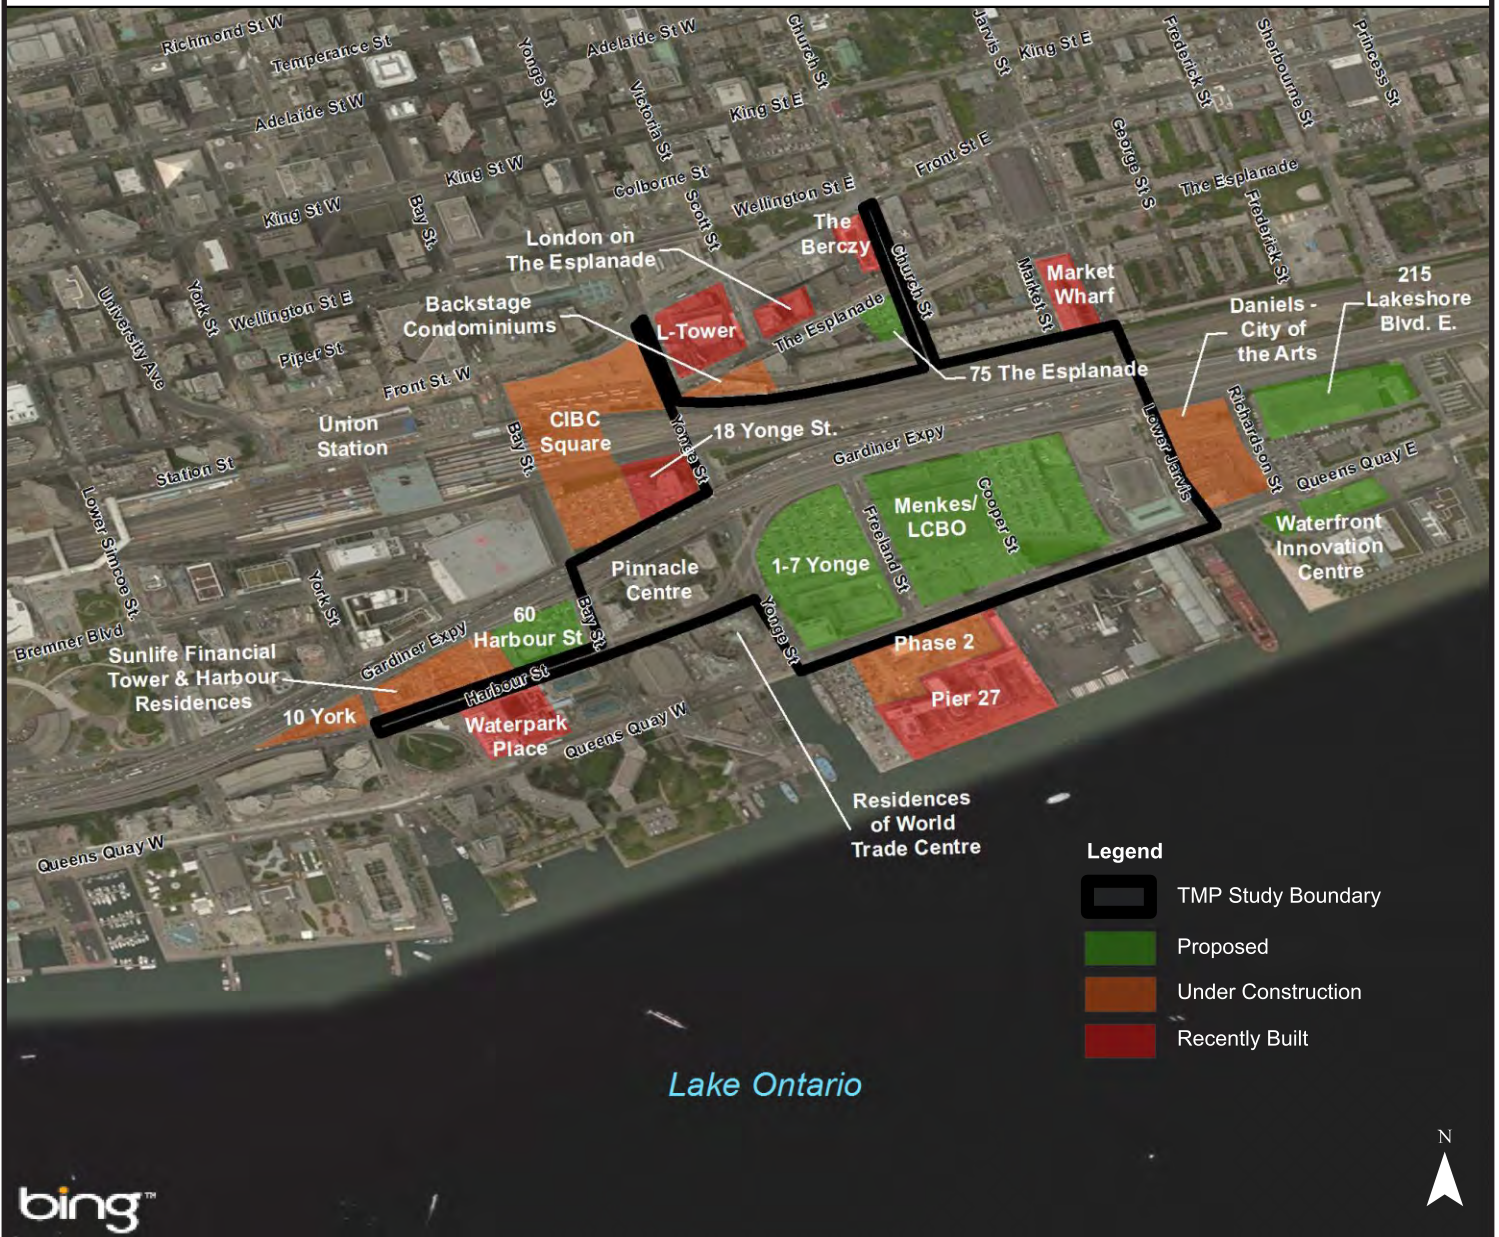 Richmond St W
Temperance St
Adelaide St W
Yonge St
Adelaide St W
Victoria St
Church St
King St E
Jarvis St
King St E
Frederick St
Sherbourne St
Princess St
King St W
King St W
Bay St.
Colborne St
Scott St
Wellington St E
Front St E
George St S
The Esplanade
Frederick St
University Ave
York St
Wellington St E
Piper St
Front St. W
London on
The Esplanade
Backstage
Condominiums
L-Tower
The
Berczy
Church St
The Esplanade
Market St
Market
Wharf
Daniels -
City of
the Arts
215
Lakeshore
Blvd. E.
75 The Esplanade
Union
Station
Station St
CIBC
Square
Bay St.
Yonge St
18 Yonge St.
Gardiner Expy
Lower Jarvis
Richardson St
Queens Quay E
Waterfront
Innovation
Centre
Menkes/
LCBO
Cooper St
Freeland St
1-7 Yonge
Pinnacle
Centre
Lower Simcoe St.
York St
Bremner Blvd
60
Harbour St
Bay St.
Yonge St
Gardiner Expy
Sunlife Financial
Tower & Harbour
Residences
10 York
Harbour St
Waterpark
Place
Queens Quay W
Phase 2
Pier 27
Residences
of World
Trade Centre
Queens Quay W
Legend
TMP Study Boundary
Proposed
Under Construction
Recently Built
Lake Ontario
N
bing™